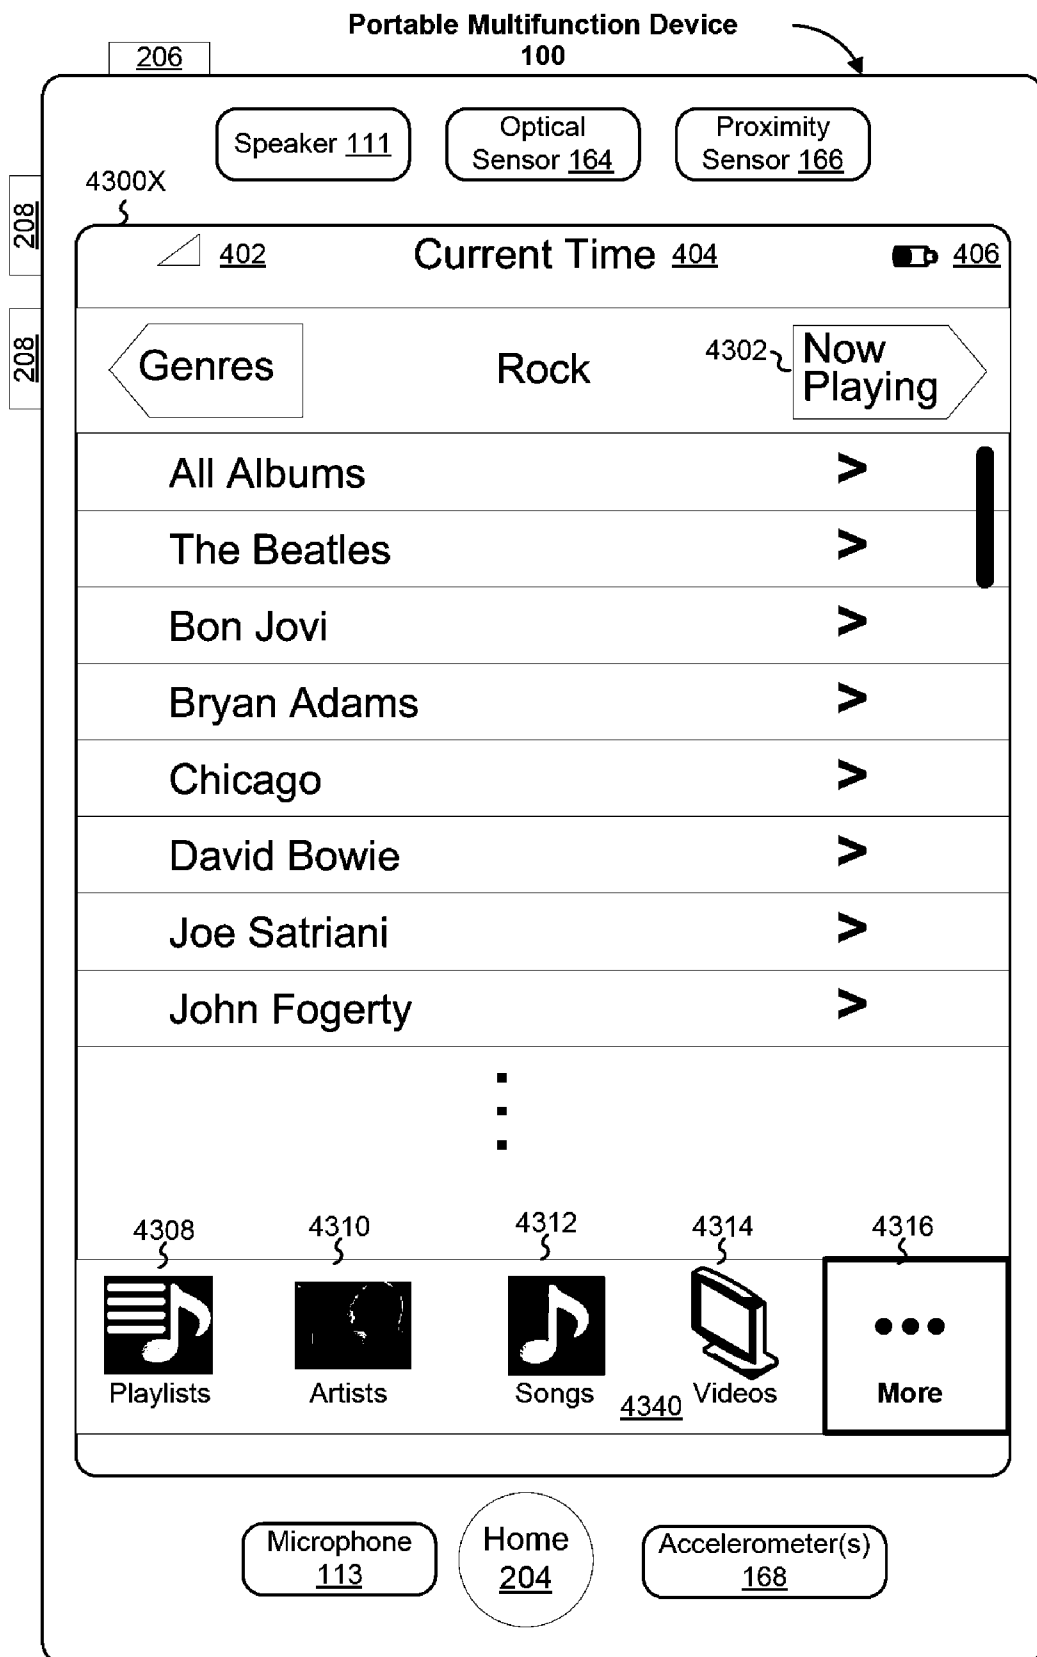 Portable Multifunction Device
100
206
Speaker 111
Optical
Sensor 164
Proximity
Sensor 166
4300X
208
402
Current Time 404
406
208
Genres
Rock
4302
Now
Playing
All Albums >
The Beatles >
Bon Jovi >
Bryan Adams >
Chicago >
David Bowie >
Joe Satriani >
John Fogerty >
4308
4310
4312
4314
4316
Playlists
Artists
Songs
4340
Videos
More
Microphone
113
Home
204
Accelerometer(s)
168